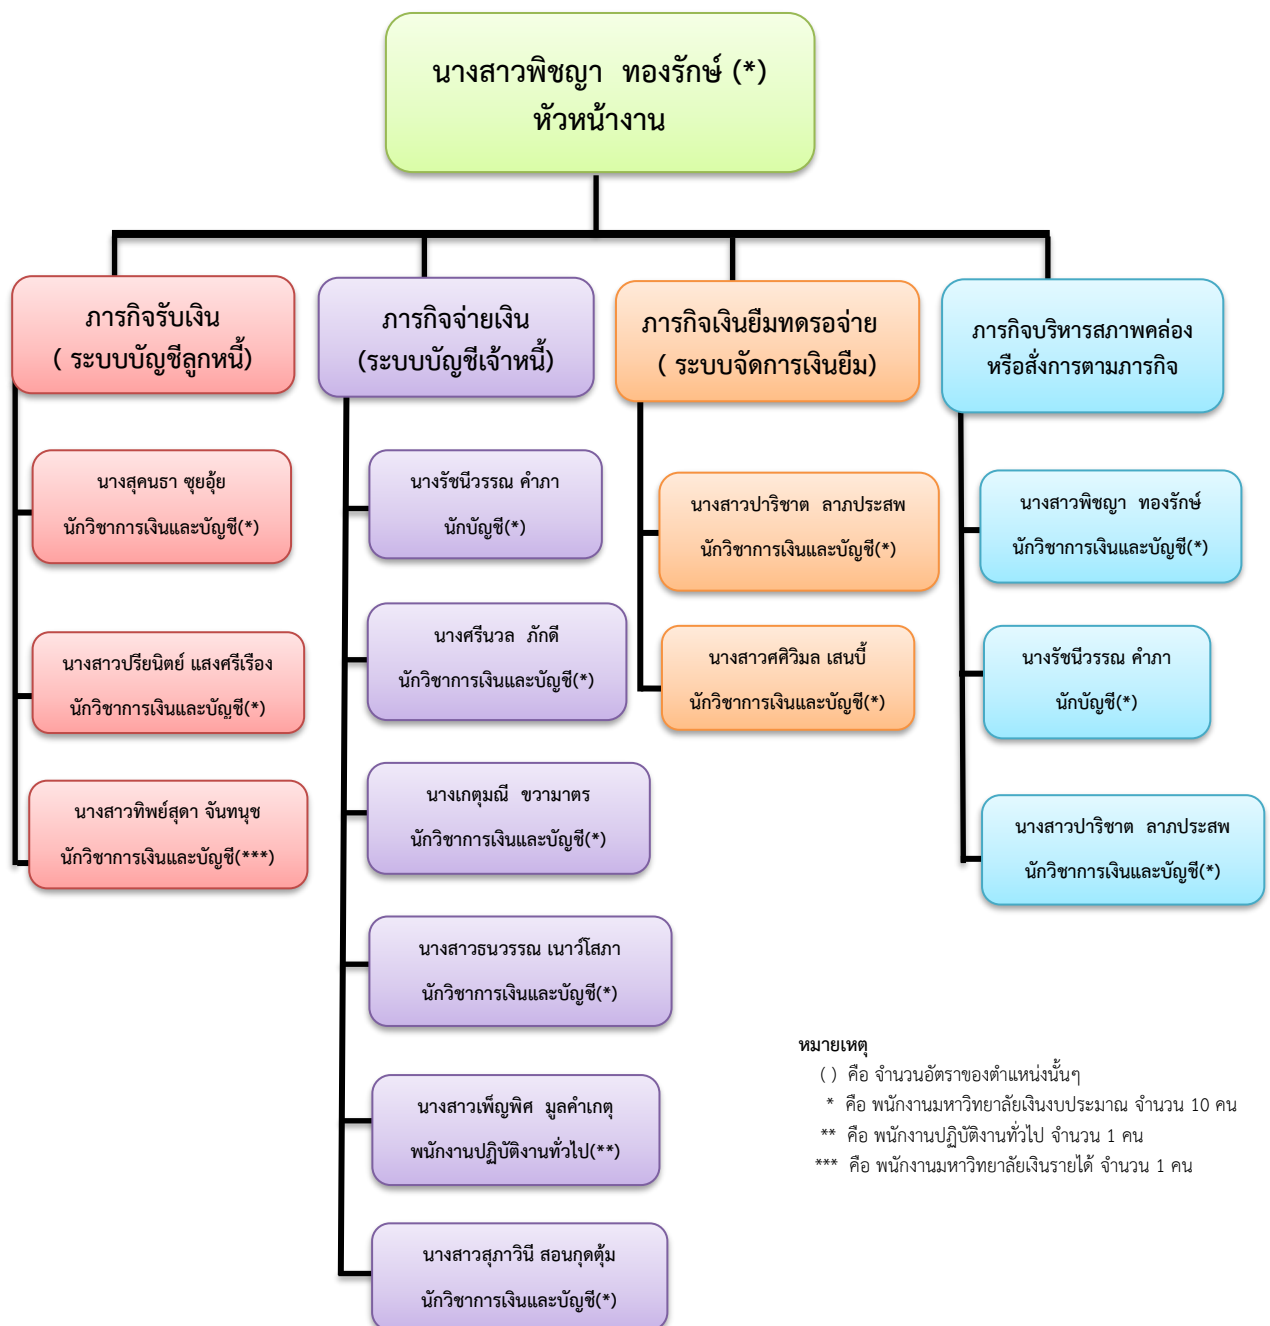 นางสาวพิชญา ทองรักษ์ (*)
หัวหน้างาน
ภารกิจรับเงิน
( ระบบบัญชีลูกหนี้)
นางสุคนธา ซุยอุ้ย
นักวิชาการเงินและบัญชี(*)
นางสาวปรียนิตย์ แสงศรีเรือง
นักวิชาการเงินและบัญชี(*)
นางสาวทิพย์สุดา จันทนุช
นักวิชาการเงินและบัญชี(***)
ภารกิจจ่ายเงิน
(ระบบบัญชีเจ้าหนี้)
นางรัชนีวรรณ คำภา
นักบัญชี(*)
นางศรีนวล ภักดี
นักวิชาการเงินและบัญชี(*)
นางเกตุมณี ขวามาตร
นักวิชาการเงินและบัญชี(*)
นางสาวธนวรรณ เนาว์โสภา
นักวิชาการเงินและบัญชี(*)
นางสาวเพ็ญพิศ มูลคำเกตุ
พนักงานปฏิบัติงานทั่วไป(**)
นางสาวสุภาวินี สอนกุดตุ้ม
นักวิชาการเงินและบัญชี(*)
ภารกิจเงินยืมทดรอจ่าย
( ระบบจัดการเงินยืม)
นางสาวปาริชาต ลาภประสพ
นักวิชาการเงินและบัญชี(*)
นางสาวศศิวิมล เสนบี้
นักวิชาการเงินและบัญชี(*)
ภารกิจบริหารสภาพคล่อง
หรือสั่งการตามภารกิจ
นางสาวพิชญา ทองรักษ์
นักวิชาการเงินและบัญชี(*)
นางรัชนีวรรณ คำภา
นักบัญชี(*)
นางสาวปาริชาต ลาภประสพ
นักวิชาการเงินและบัญชี(*)
หมายเหตุ
( ) คือ จำนวนอัตราของตำแหน่งนั้นๆ
* คือ พนักงานมหาวิทยาลัยเงินงบประมาณ จำนวน 10 คน
** คือ พนักงานปฏิบัติงานทั่วไป จำนวน 1 คน
*** คือ พนักงานมหาวิทยาลัยเงินรายได้ จำนวน 1 คน